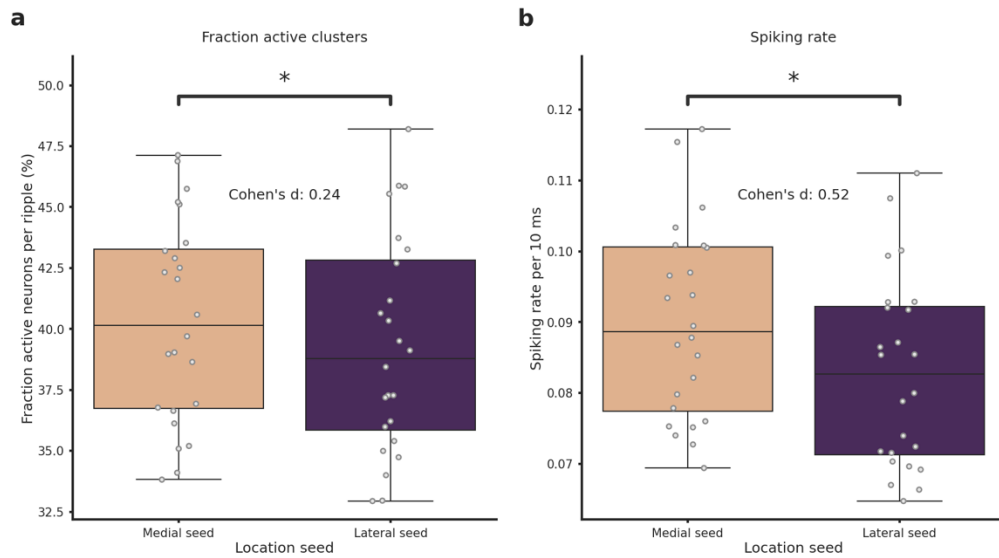 a
Fraction active clusters
*
Cohen's d: 0.24
Fraction active neurons per ripple (%)
50.0
47.5
45.0
42.5
40.0
37.5
35.0
32.5
Medial seed
Lateral seed
Location seed
b
Spiking rate
*
Cohen's d: 0.52
Spiking rate per 10 ms
0.12
0.11
0.10
0.09
0.08
0.07
Medial seed
Lateral seed
Location seed